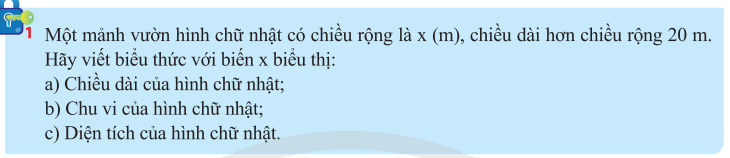 1 Một mảnh vườn hình chữ nhật có chiều rộng là x (m), chiều dài hơn chiều rộng 20 m.
Hãy viết biểu thức với biến x biểu thị:
a) Chiều dài của hình chữ nhật;
b) Chu vi của hình chữ nhật;
c) Diện tích của hình chữ nhật.